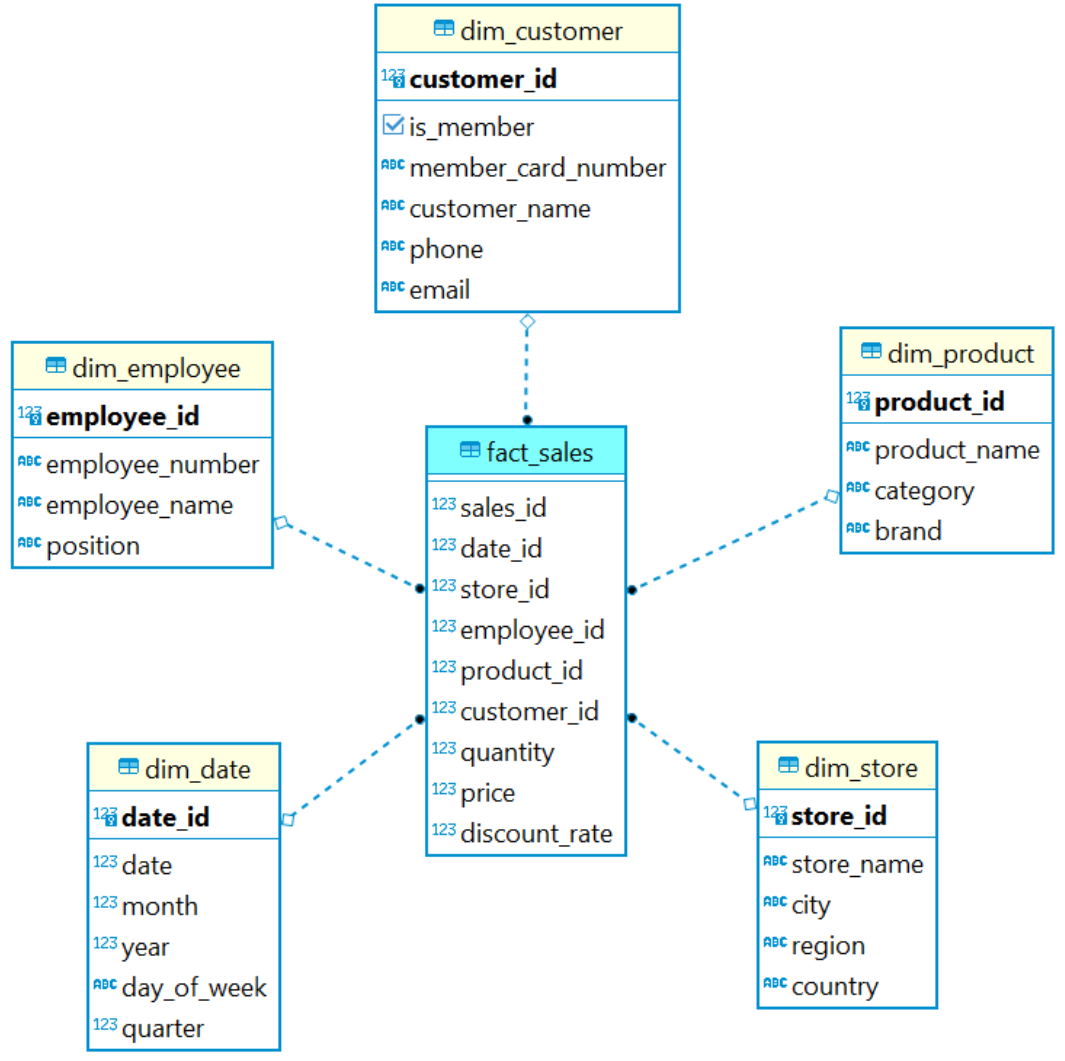 dim_customer
customer_id
is_member
ABC member_card_number
ABC customer_name
ABC phone
ABC email
dim_employee
123 employee_id
ABC employee_number
ABC employee_name
ABC position
dim_product
123 product_id
ABC product_name
ABC category
ABC brand
fact_sales
123 sales_id
123 date_id
123 store_id
123 employee_id
123 product_id
123 customer_id
123 quantity
123 price
123 discount_rate
dim_date
123 date_id
123 date
123 month
123 year
ABC day_of_week
123 quarter
dim_store
123 store_id
ABC store_name
ABC city
ABC region
ABC country